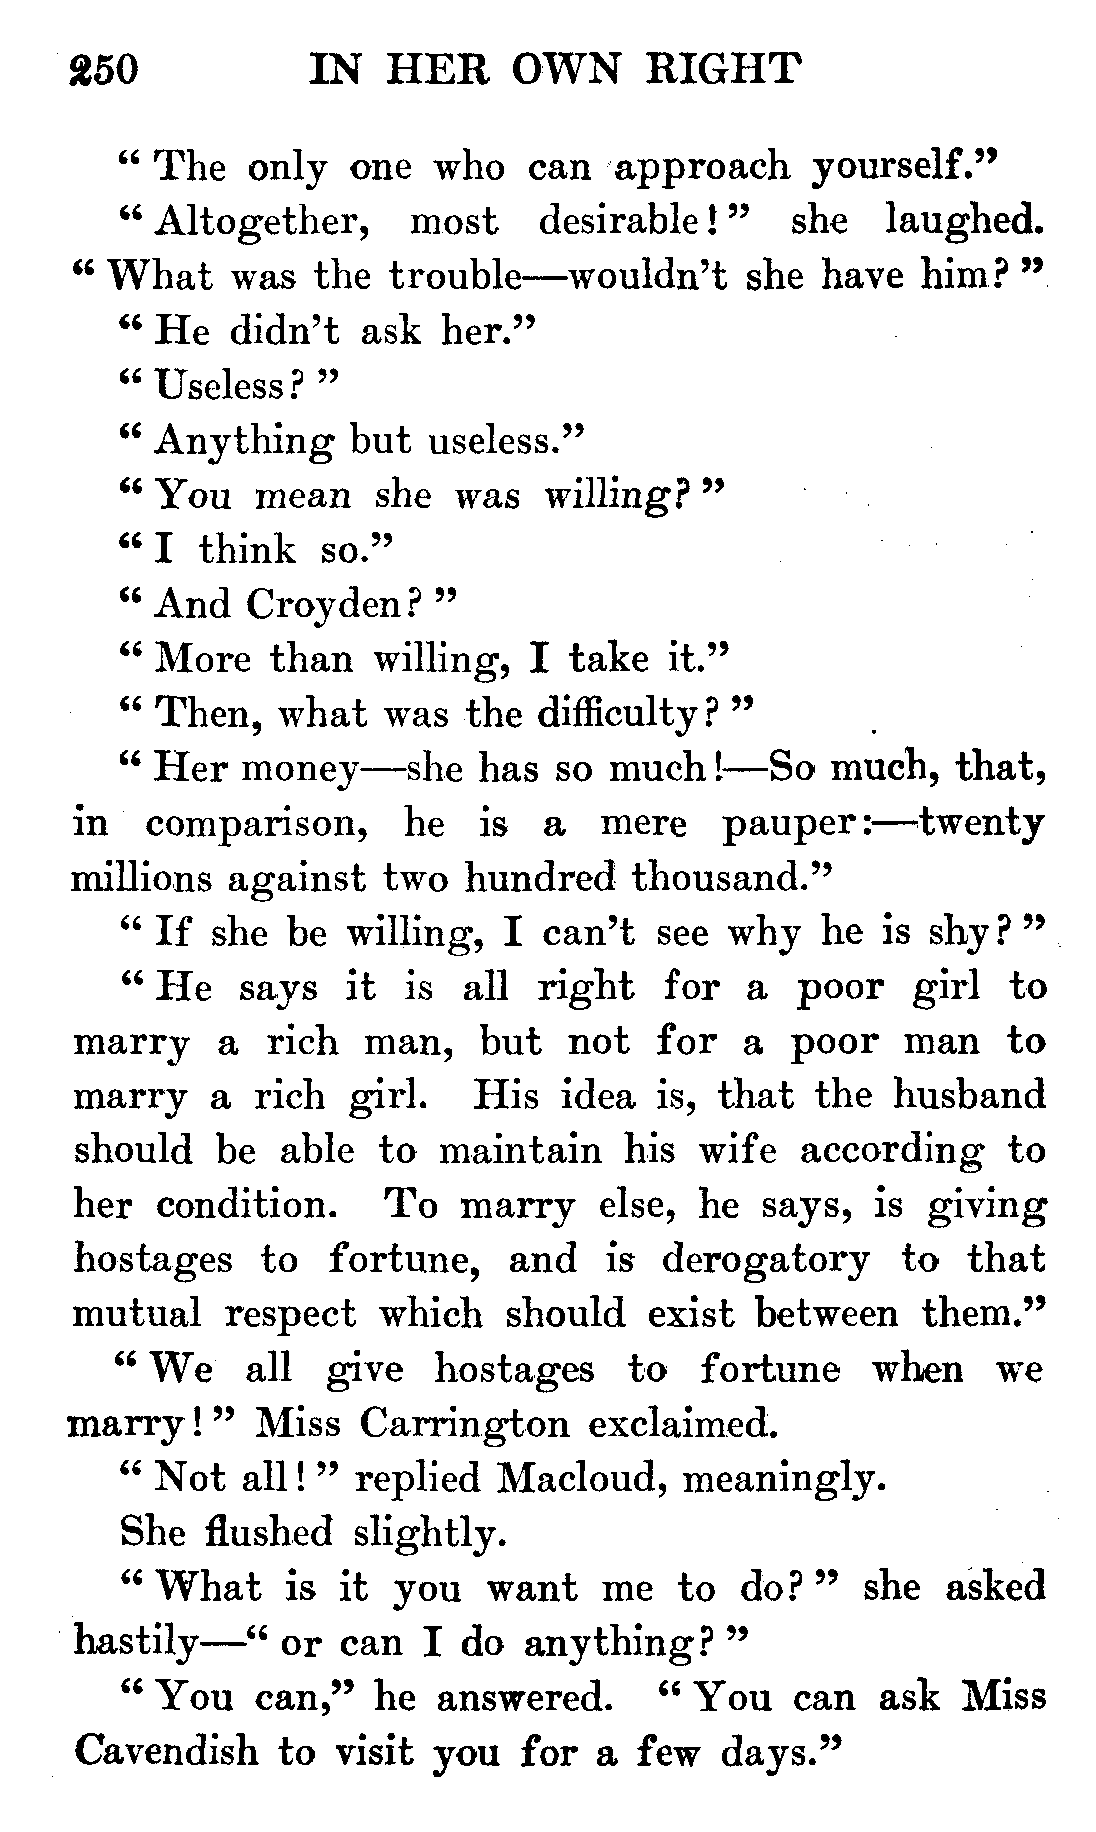 250 IN HER OWN RIGHT
“ The only one who can approach yourself.”
“ Altogether, most desirable! ” she laughed.
“ What was the trouble—wouldn’t she have him? ”
“ He didn’t ask her.”
“ Useless? ”
“ Anything but useless.”
“ You mean she was willing? ”
“ I think so.”
“ And Croyden? ”
“ More than willing, I take it.”
“ Then, what was the difficulty? ”
“ Her money—she has so much!—So much, that,
in comparison, he is a mere pauper:—twenty
millions against two hundred thousand.”
“ If she be willing, I can’t see why he is shy? ”
“ He says it is all right for a poor girl to
marry a rich man, but not for a poor man to
marry a rich girl. His idea is, that the husband
should be able to maintain his wife according to
her condition. To marry else, he says, is giving
hostages to fortune, and is derogatory to that
mutual respect which should exist between them.”
“ We all give hostages to fortune when we
marry! ” Miss Carrington exclaimed.
“ Not all! ” replied Macloud, meaningly.
She flushed slightly.
“ What is it you want me to do? ” she asked
hastily—“ or can I do anything? ”
“ You can,” he answered. “ You can ask Miss
Cavendish to visit you for a few days.”